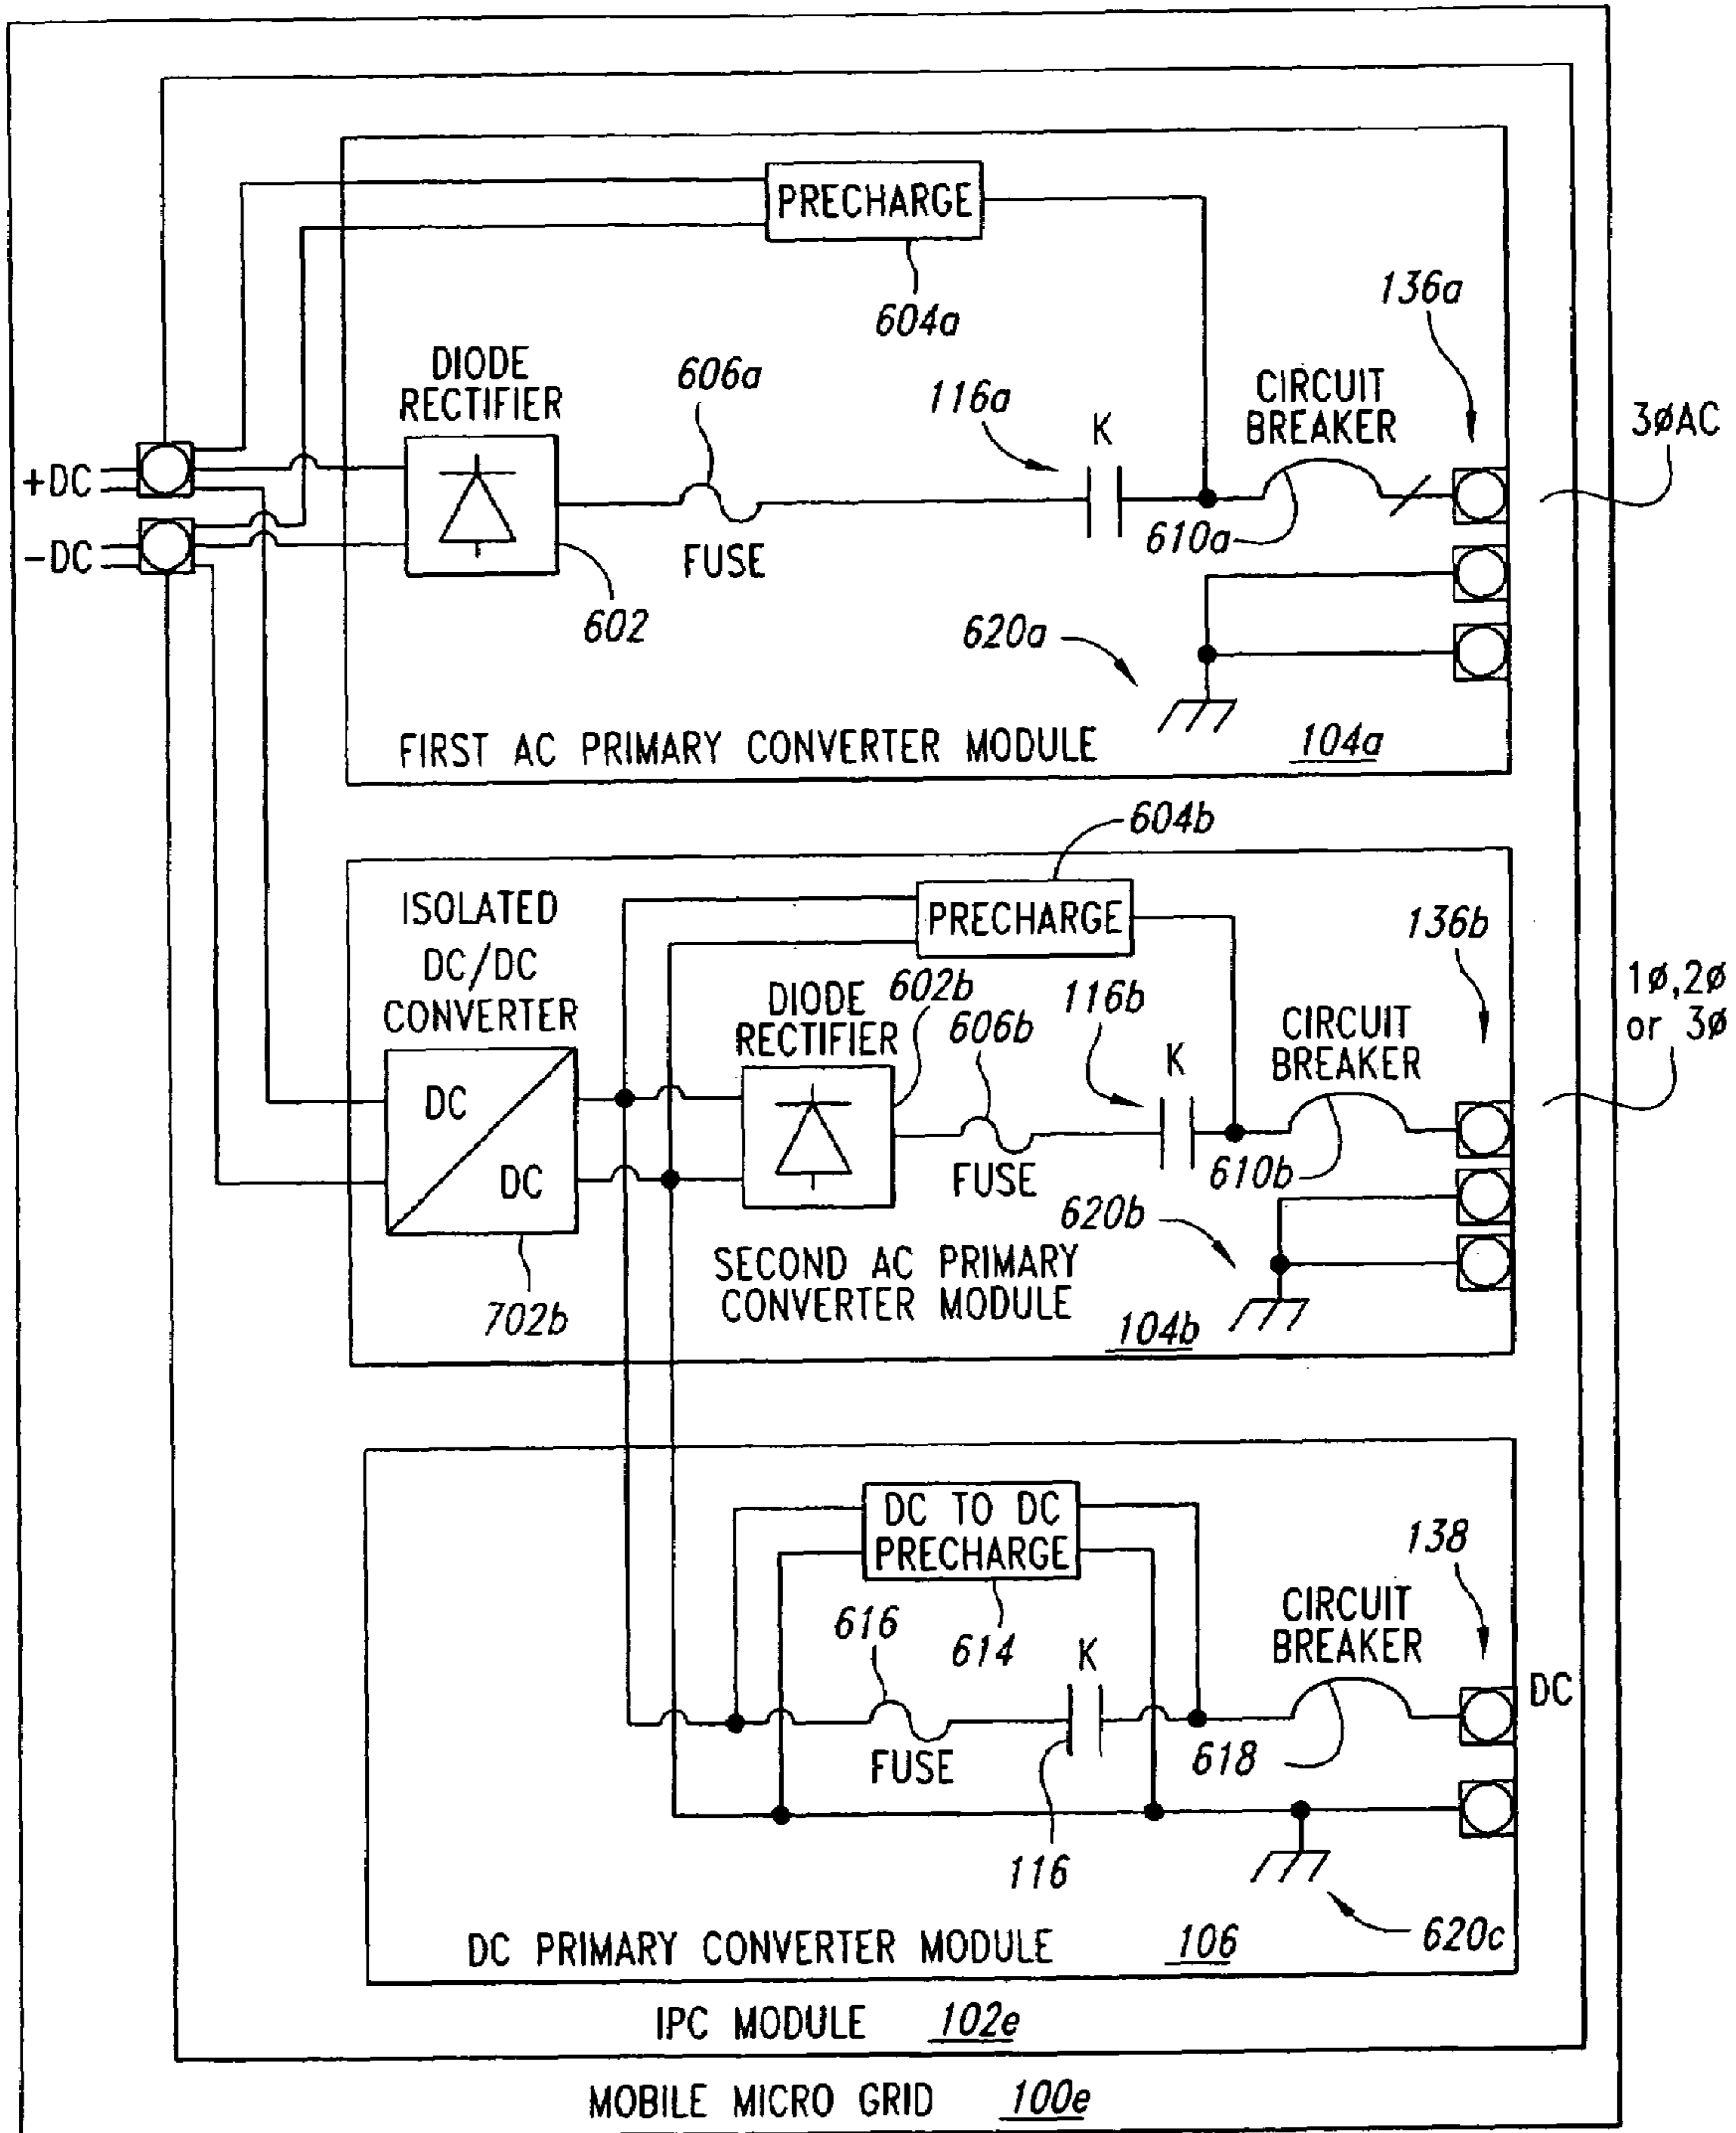 PRECHARGE
604a
136a
DIODE
RECTIFIER
606a
116a
K
CIRCUIT
BREAKER
3øAC
+DC
-DC
610a
FUSE
602
620a
FIRST AC PRIMARY CONVERTER MODULE 104a
604b
ISOLATED
DC/DC
CONVERTER
PRECHARGE
136b
DIODE
RECTIFIER
602b
606b
116b
K
CIRCUIT
BREAKER
1ø,2ø
or 3ø
DC
DC
FUSE
610b
620b
702b
SECOND AC PRIMARY
CONVERTER MODULE
104b
DC TO DC
PRECHARGE
138
616
614
K
CIRCUIT
BREAKER
DC
FUSE
618
116
620c
DC PRIMARY CONVERTER MODULE 106
IPC MODULE 102e
MOBILE MICRO GRID 100e